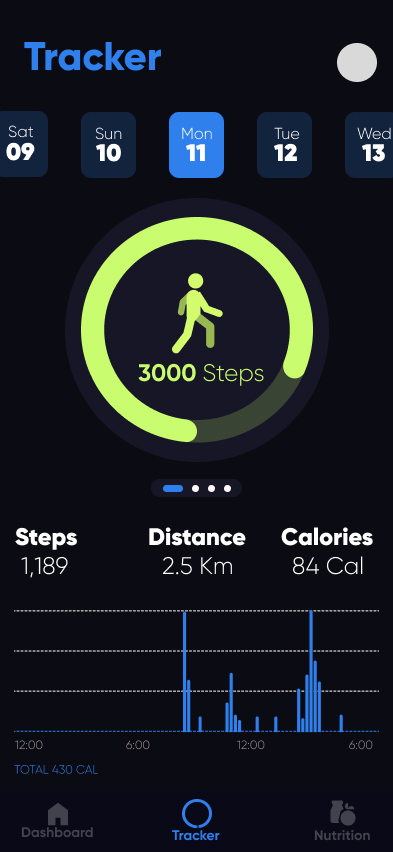 Tracker
Sat Sun Mon Tue Wed
09 10 11 12 13
3000 Steps
Steps Distance Calories
1,189 2.5 Km 84 Cal
12:00 6:00 12:00 6:00
TOTAL 430 CAL
Dashboard Tracker Nutrition